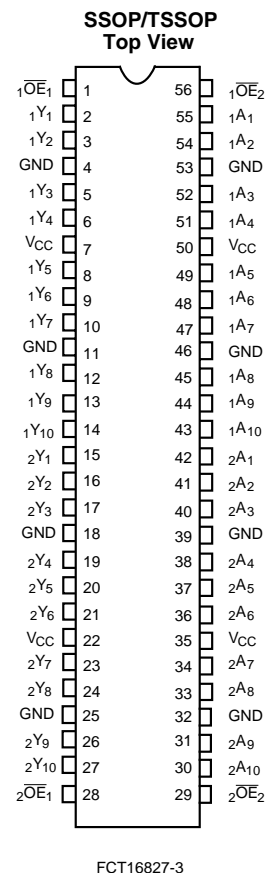 SSOP/TSSOP
Top View
1OE1 1 56 1OE2
1Y1 2 55 1A1
1Y2 3 54 1A2
GND 4 53 GND
1Y3 5 52 1A3
1Y4 6 51 1A4
VCC 7 50 VCC
1Y5 8 49 1A5
1Y6 9 48 1A6
1Y7 10 47 1A7
GND 11 46 GND
1Y8 12 45 1A8
1Y9 13 44 1A9
1Y10 14 43 1A10
2Y1 15 42 2A1
2Y2 16 41 2A2
2Y3 17 40 2A3
GND 18 39 GND
2Y4 19 38 2A4
2Y5 20 37 2A5
2Y6 21 36 2A6
VCC 22 35 VCC
2Y7 23 34 2A7
2Y8 24 33 2A8
GND 25 32 GND
2Y9 26 31 2A9
2Y10 27 30 2A10
2OE1 28 29 2OE2
FCT16827-3